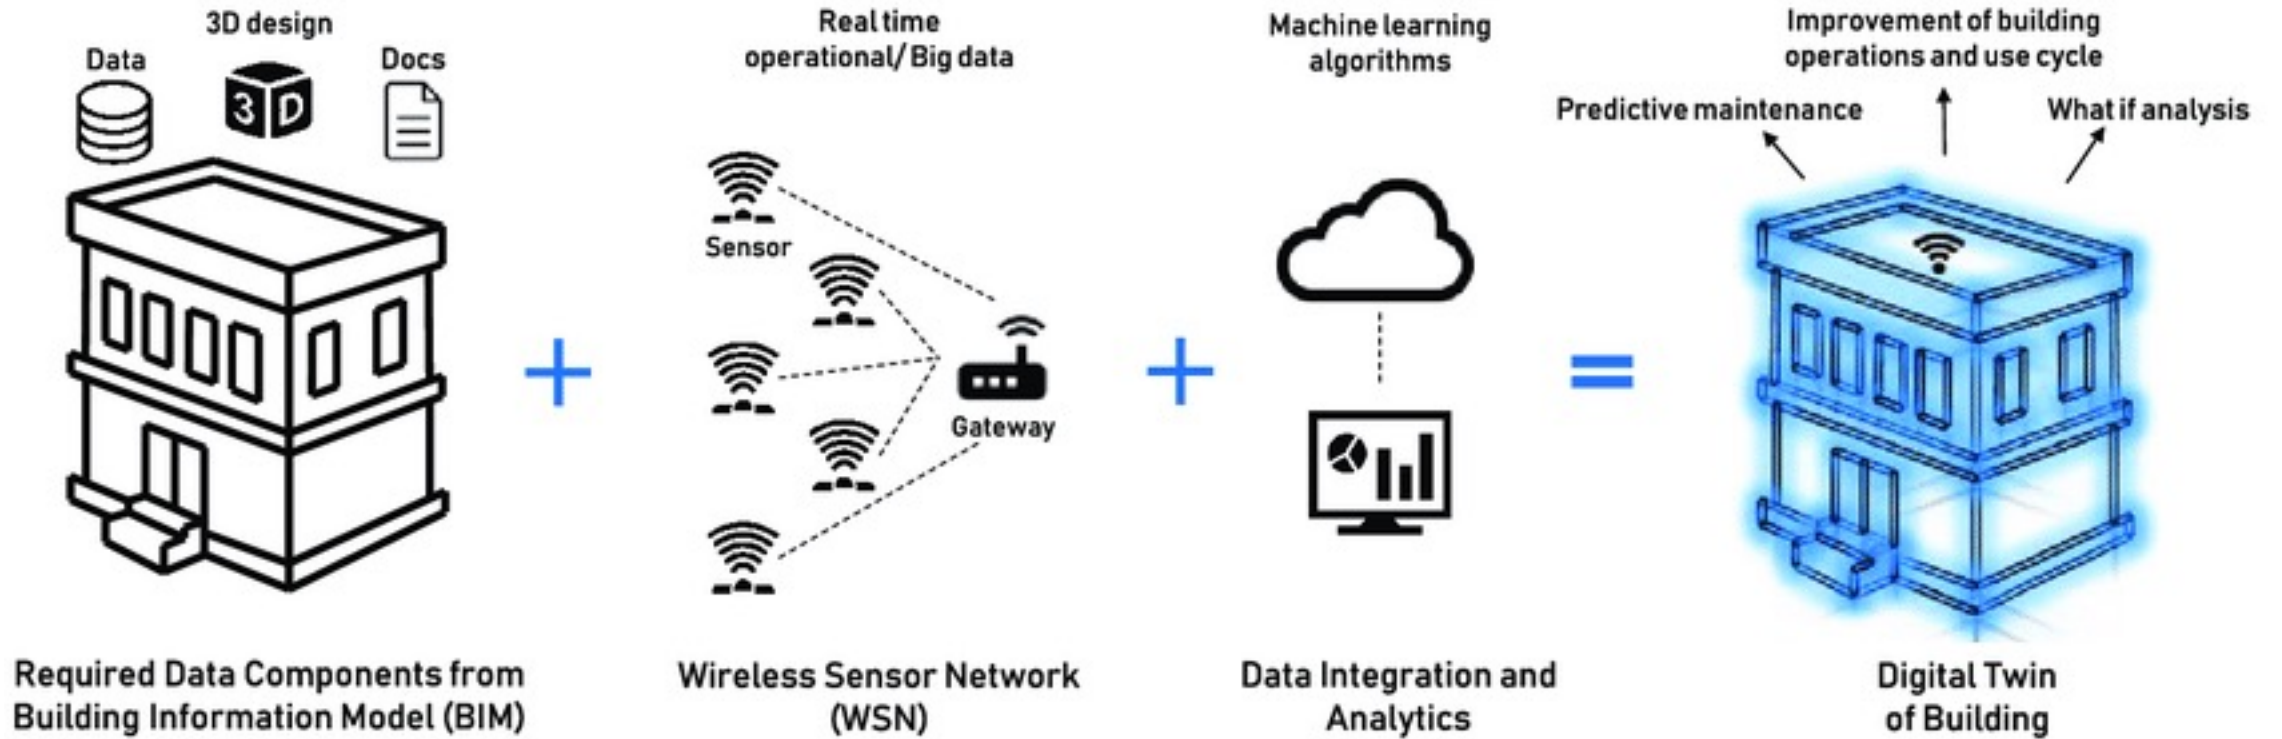 3D design
Data
Docs
3 D
Required Data Components from
Building Information Model (BIM)
Real time
operational/ Big data
Sensor
Gateway
Wireless Sensor Network
(WSN)
Machine learning
algorithms
Data Integration and
Analytics
Improvement of building
operations and use cycle
Predictive maintenance
What if analysis
Digital Twin
of Building